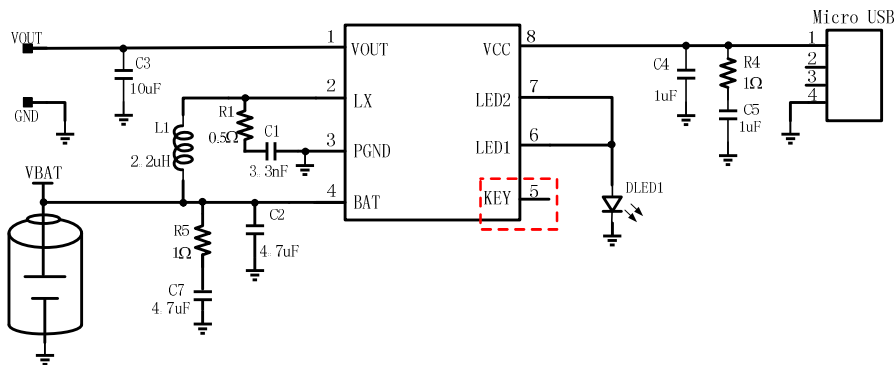 Micro USB
VOUT
1
VOUT
VCC
8
1
C3
10uF
C4
1uF
R4
1Ω
2
3
4
2
LX
LED2
7
GND
R1
0.5Ω
C5
1uF
L1
2.2uH
C1
3.3nF
3
PGND
LED1
6
VBAT
4
BAT
KEY
5
DLED1
R5
1Ω
C2
4.7uF
C7
4.7uF